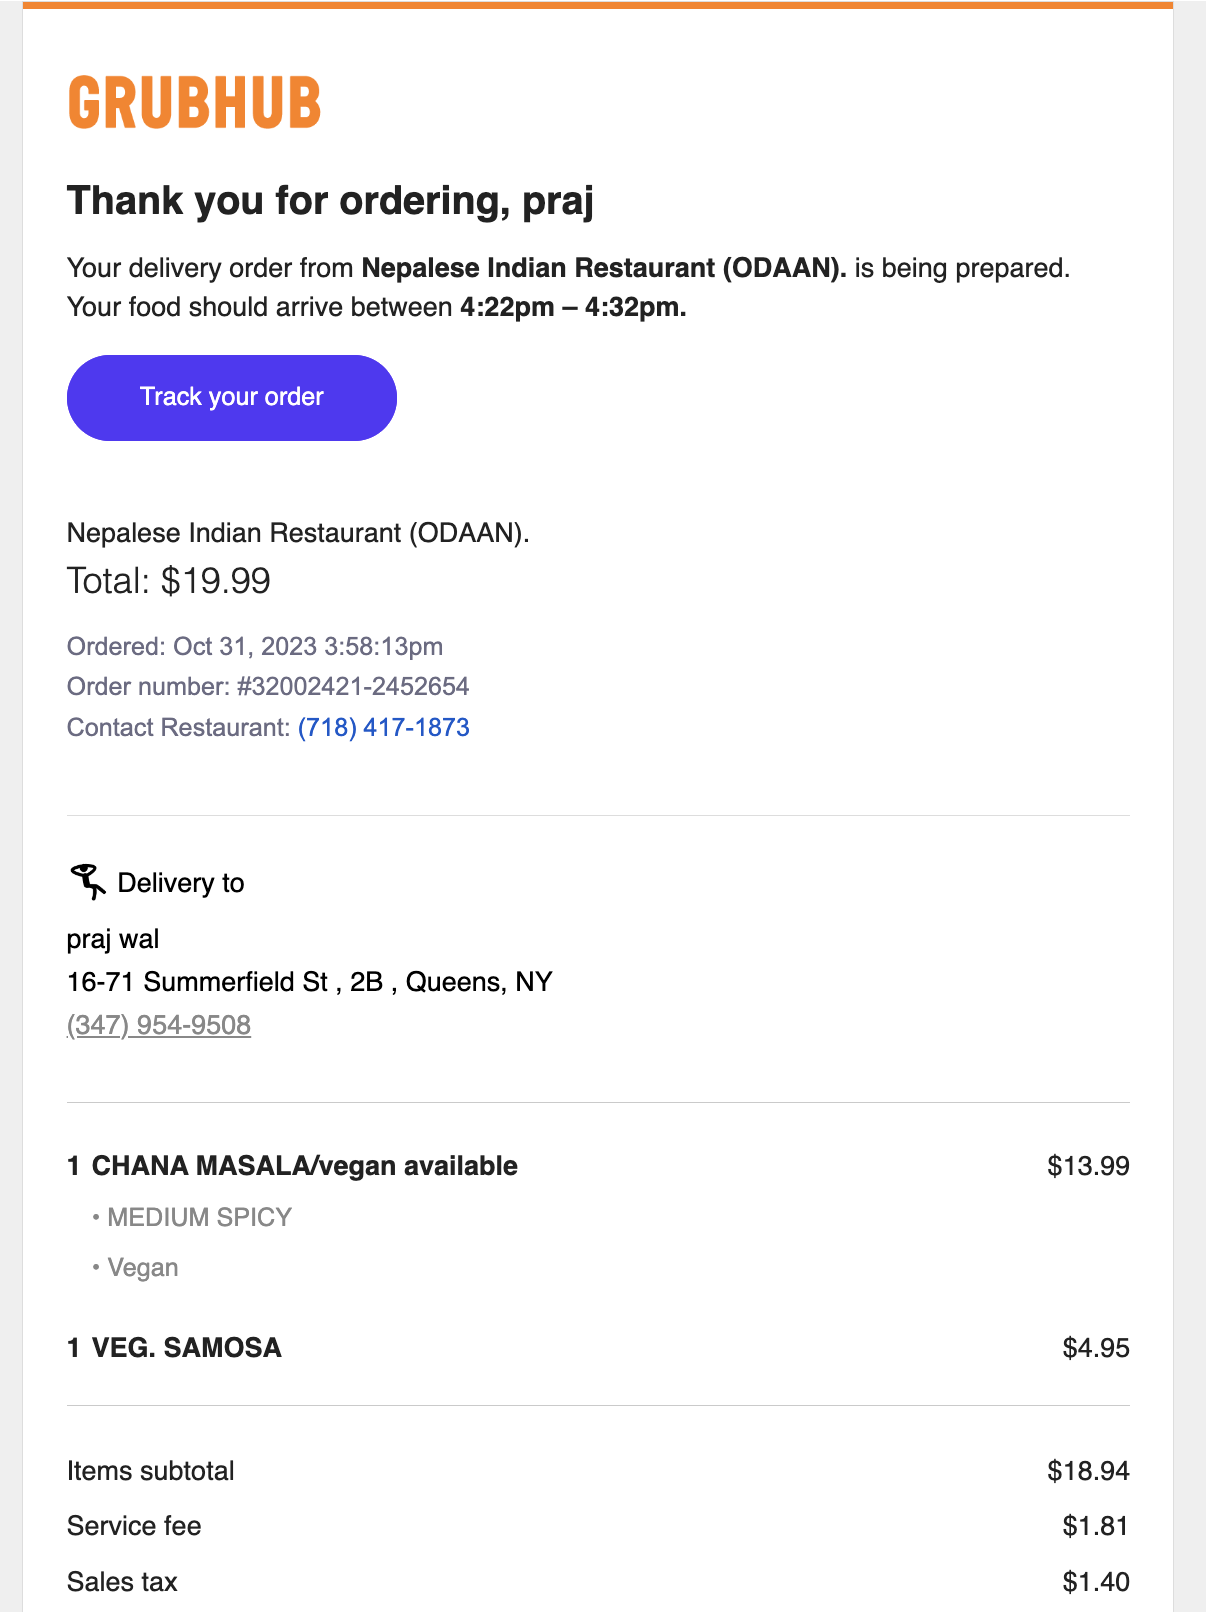 GRUBHUB
Thank you for ordering, praj
Your delivery order from Nepalese Indian Restaurant (ODAAN). is being prepared.
Your food should arrive between 4:22pm – 4:32pm.
Track your order
Nepalese Indian Restaurant (ODAAN).
Total: $19.99
Ordered: Oct 31, 2023 3:58:13pm
Order number: #32002421-2452654
Contact Restaurant: (718) 417-1873
Delivery to
praj wal
16-71 Summerfield St , 2B , Queens, NY
(347) 954-9508
1 CHANA MASALA/vegan available $13.99
• MEDIUM SPICY
• Vegan
1 VEG. SAMOSA $4.95
Items subtotal $18.94
Service fee $1.81
Sales tax $1.40